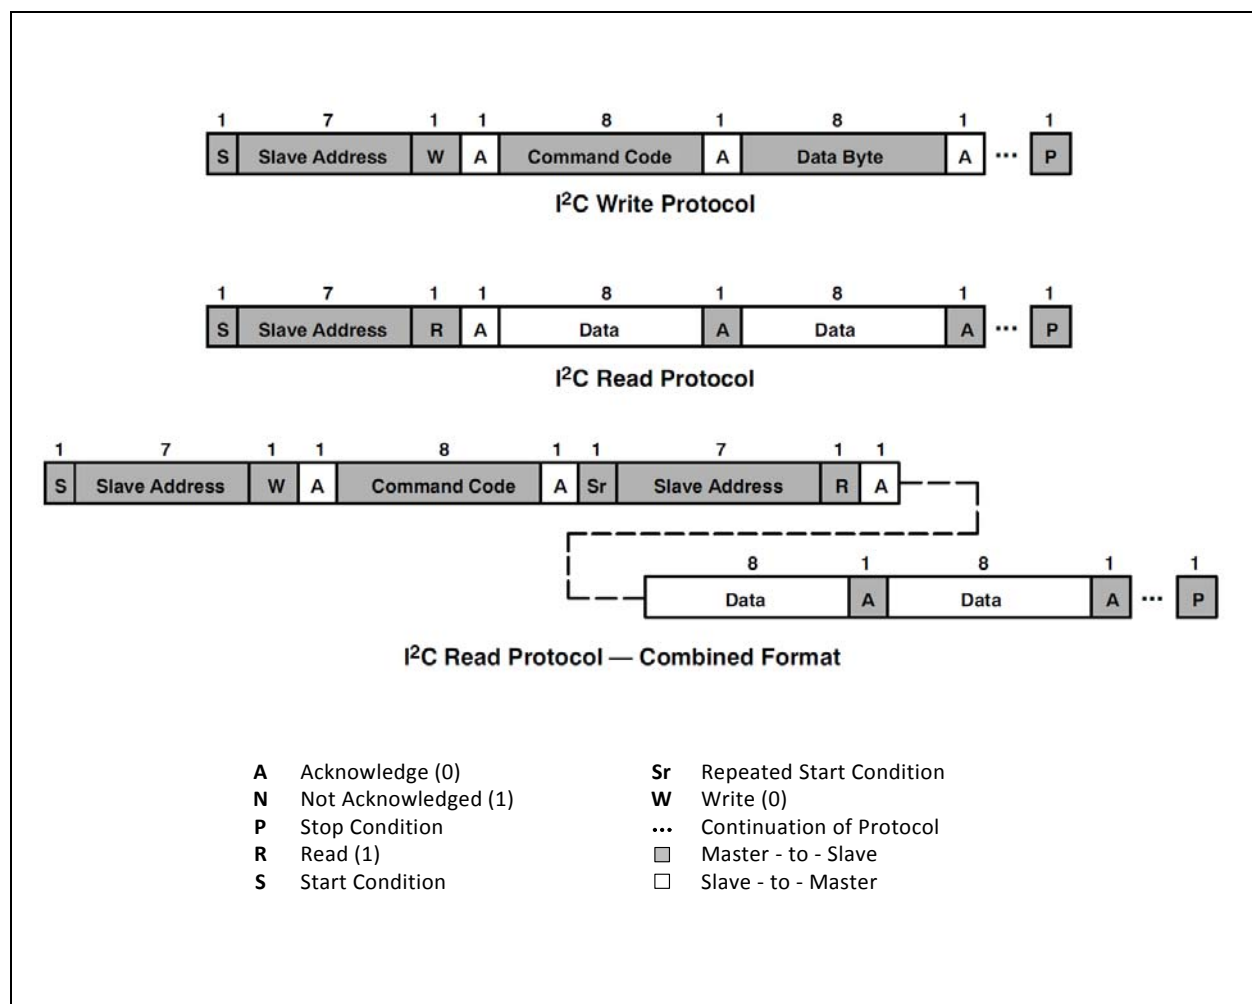 1 7 1 1 8 1 8 1 1
S Slave Address W A Command Code A Data Byte A ... P
I²C Write Protocol
1 7 1 1 8 1 8 1 1
S Slave Address R A Data A Data A ... P
I²C Read Protocol
1 7 1 1 8 1 1 7 1 1
S Slave Address W A Command Code A Sr Slave Address R A
8 1 8 1 1
Data A Data A ... P
I²C Read Protocol — Combined Format
A Acknowledge (0)
N Not Acknowledged (1)
P Stop Condition
R Read (1)
S Start Condition
Sr Repeated Start Condition
W Write (0)
... Continuation of Protocol
Master - to - Slave
Slave - to - Master